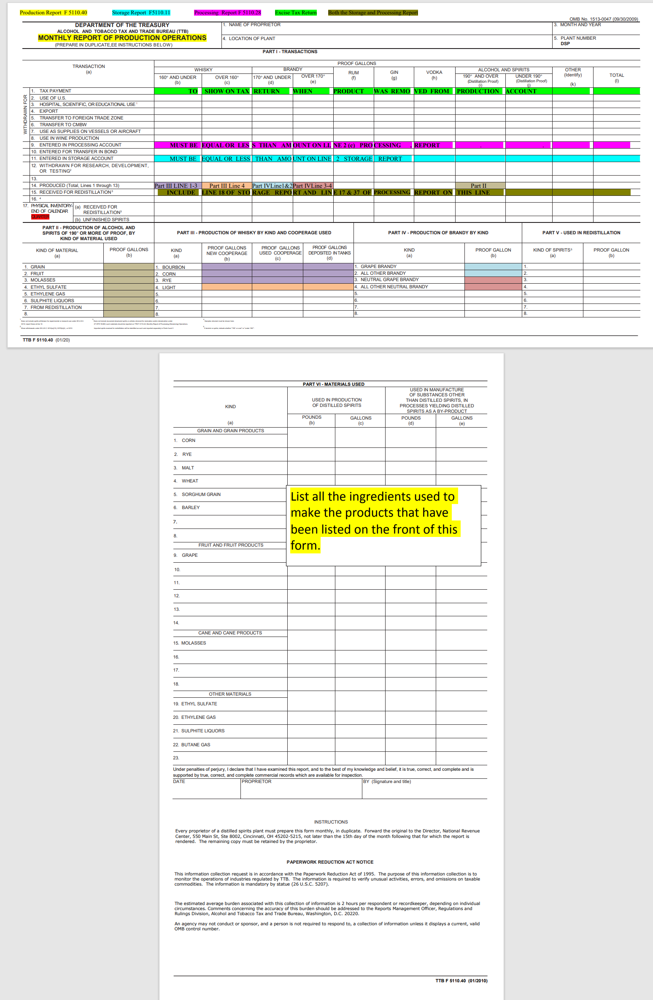 Production Report F 5110.40 Storage Report F5110.11 Processing Report F 5110.28 Excise Tax Return Both the Storage and Processing Report
OMB No. 1513-0047 (09/30/2009)
DEPARTMENT OF THE TREASURY
ALCOHOL AND TOBACCO TAX AND TRADE BUREAU (TTB)
MONTHLY REPORT OF PRODUCTION OPERATIONS
(PREPARE IN DUPLICATE,EE INSTRUCTIONS BELOW)
1. NAME OF PROPRIETOR
3. MONTH AND YEAR
4. LOCATION OF PLANT
5. PLANT NUMBER
DSP
PART I - TRANSACTIONS
TRANSACTION
(a)
PROOF GALLONS
WHISKY BRANDY RUM (f) GIN (g) VODKA (h) ALCOHOL AND SPIRITS OTHER (Identify) (k) TOTAL (l)
160° AND UNDER (b) OVER 160° (c) 170° AND UNDER (d) OVER 170° (e) 190° AND OVER (Distillation Proof) (i) UNDER 190° (Distillation Proof) (j)
WITHDRAWN FOR
1. TAX PAYMENT TO SHOW ON TAX RETURN WHEN PRODUCT WAS REMO VED FROM PRODUCTION ACCOUNT
2. USE OF U.S.
3. HOSPITAL, SCIENTIFIC, OR EDUCATIONAL USE 1
4. EXPORT
5. TRANSFER TO FOREIGN TRADE ZONE
6. TRANSFER TO CMBW
7. USE AS SUPPLIES ON VESSELS OR AIRCRAFT
8. USE IN WINE PRODUCTION
9. ENTERED IN PROCESSING ACCOUNT MUST BE EQUAL OR LES S THAN AM OUNT ON LI NE 2 (c) PRO CESSING . REPORT . .
10. ENTERED FOR TRANSFER IN BOND
11. ENTERED IN STORAGE ACCOUNT MUST BE EQUAL OR LESS THAN AMO UNT ON LINE 2 STORAGE REPORT
12. WITHDRAWN FOR RESEARCH, DEVELOPMENT,
OR TESTING2
13.
14. PRODUCED (Total, Lines 1 through 13) Part III LINE 1-3 Part III Line 4 Part IVLine1&2 Part IVLine 3-4 Part II
15. RECEIVED FOR REDISTILLATION3 INCLUDE LINE 18 OF STO RAGE REPO RT AND LIN E 17 & 37 OF PROCESSING REPORT ON THIS LINE
16. 4
17. PHYSICAL INVENTORY-
END OF CALENDAR
QUARTER
(a) RECEIVED FOR
REDISTILLATION3
(b) UNFINISHED SPIRITS
PART II - PRODUCTION OF ALCOHOL AND
SPIRITS OF 190° OR MORE OF PROOF, BY
KIND OF MATERIAL USED
PART III - PRODUCTION OF WHISKY BY KIND AND COOPERAGE USED
PART IV - PRODUCTION OF BRANDY BY KIND
PART V - USED IN REDISTILLATION
KIND OF MATERIAL (a) PROOF GALLONS (b) KIND (a) PROOF GALLONS NEW COOPERAGE (b) PROOF GALLONS USED COOPERAGE (c) PROOF GALLONS DEPOSITED IN TANKS (d) KIND (a) PROOF GALLON (b) KIND OF SPIRITS5 (a) PROOF GALLON (b)
1. GRAIN 1. BOURBON 1. GRAPE BRANDY 1.
2. FRUIT 2. CORN 2. ALL OTHER BRANDY 2.
3. MOLASSES 3. RYE 3. NEUTRAL GRAPE BRANDY 3.
4. ETHYL SULFATE 4. LIGHT 4. ALL OTHER NEUTRAL BRANDY 4.
5. ETHYLENE GAS 5. 5. 5.
6. SULPHITE LIQUORS 6. 6. 6.
7. FROM REDISTILLATION 7. 7. 7.
8. 8. 8. 8.
TTB F 5110.40 (01/20)
PART VI - MATERIALS USED
KIND
(a)
USED IN PRODUCTION
OF DISTILLED SPIRITS
USED IN MANUFACTURE
OF SUBSTANCES OTHER
THAN DISTILLED SPIRITS, IN
PROCESSES YIELDING DISTILLED
SPIRITS AS A BY-PRODUCT
POUNDS (b) GALLONS (c) POUNDS (d) GALLONS (e)
GRAIN AND GRAIN PRODUCTS
1. CORN
2. RYE
3. MALT
4. WHEAT
5. SORGHUM GRAIN
6. BARLEY
7.
8.
List all the ingredients used to
make the products that have
been listed on the front of this
form.
FRUIT AND FRUIT PRODUCTS
9. GRAPE
10.
11.
12.
13.
14.
CANE AND CANE PRODUCTS
15. MOLASSES
16.
17.
18.
OTHER MATERIALS
19. ETHYL SULFATE
20. ETHYLENE GAS
21. SULPHITE LIQUORS
22. BUTANE GAS
23.
Under penalties of perjury, I declare that I have examined this report, and to the best of my knowledge and belief, it is true, correct, and complete and is
supported by true, correct, and complete commercial records which are available for inspection.
DATE PROPRIETOR BY (Signature and title)
INSTRUCTIONS
Every proprietor of a distilled spirits plant must prepare this form monthly, in duplicate. Forward the original to the Director, National Revenue
Center, 550 Main St, Ste 8002, Cincinnati, OH 45202-5215, not later than the 15th day of the month following that for which the report is
rendered. The remaining copy must be retained by the proprietor.
PAPERWORK REDUCTION ACT NOTICE
This information collection request is in accordance with the Paperwork Reduction Act of 1995. The purpose of this information collection is to
monitor the operations of industries regulated by TTB. The information is required to verify unusual activities, errors, and omissions on taxable
commodities. The information is mandatory by statue (26 U.S.C. 5207).
The estimated average burden associated with this collection of information is 2 hours per respondent or recordkeeper, depending on individual
circumstances. Comments concerning the accuracy of this burden should be addressed to the Reports Management Officer, Regulations and
Rulings Division, Alcohol and Tobacco Tax and Trade Bureau, Washington, D.C. 20220.
An agency may not conduct or sponsor, and a person is not required to respond to, a collection of information unless it displays a current, valid
OMB control number.
TTB F 5110.40 (01/2010)